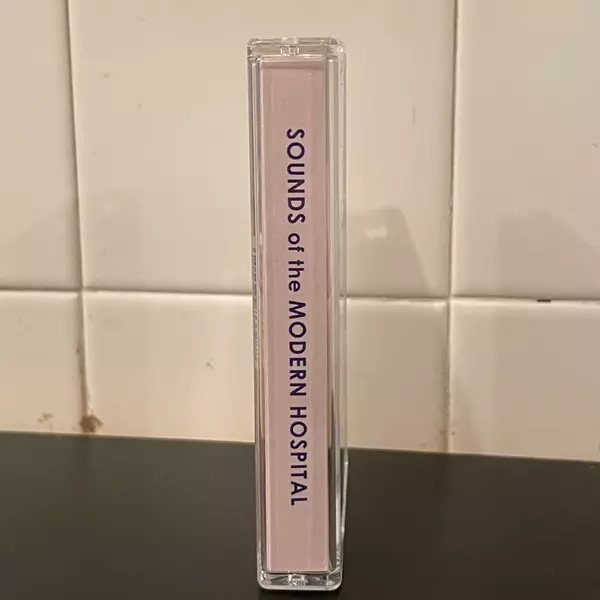 SOUNDS of the MODERN HOSPITAL